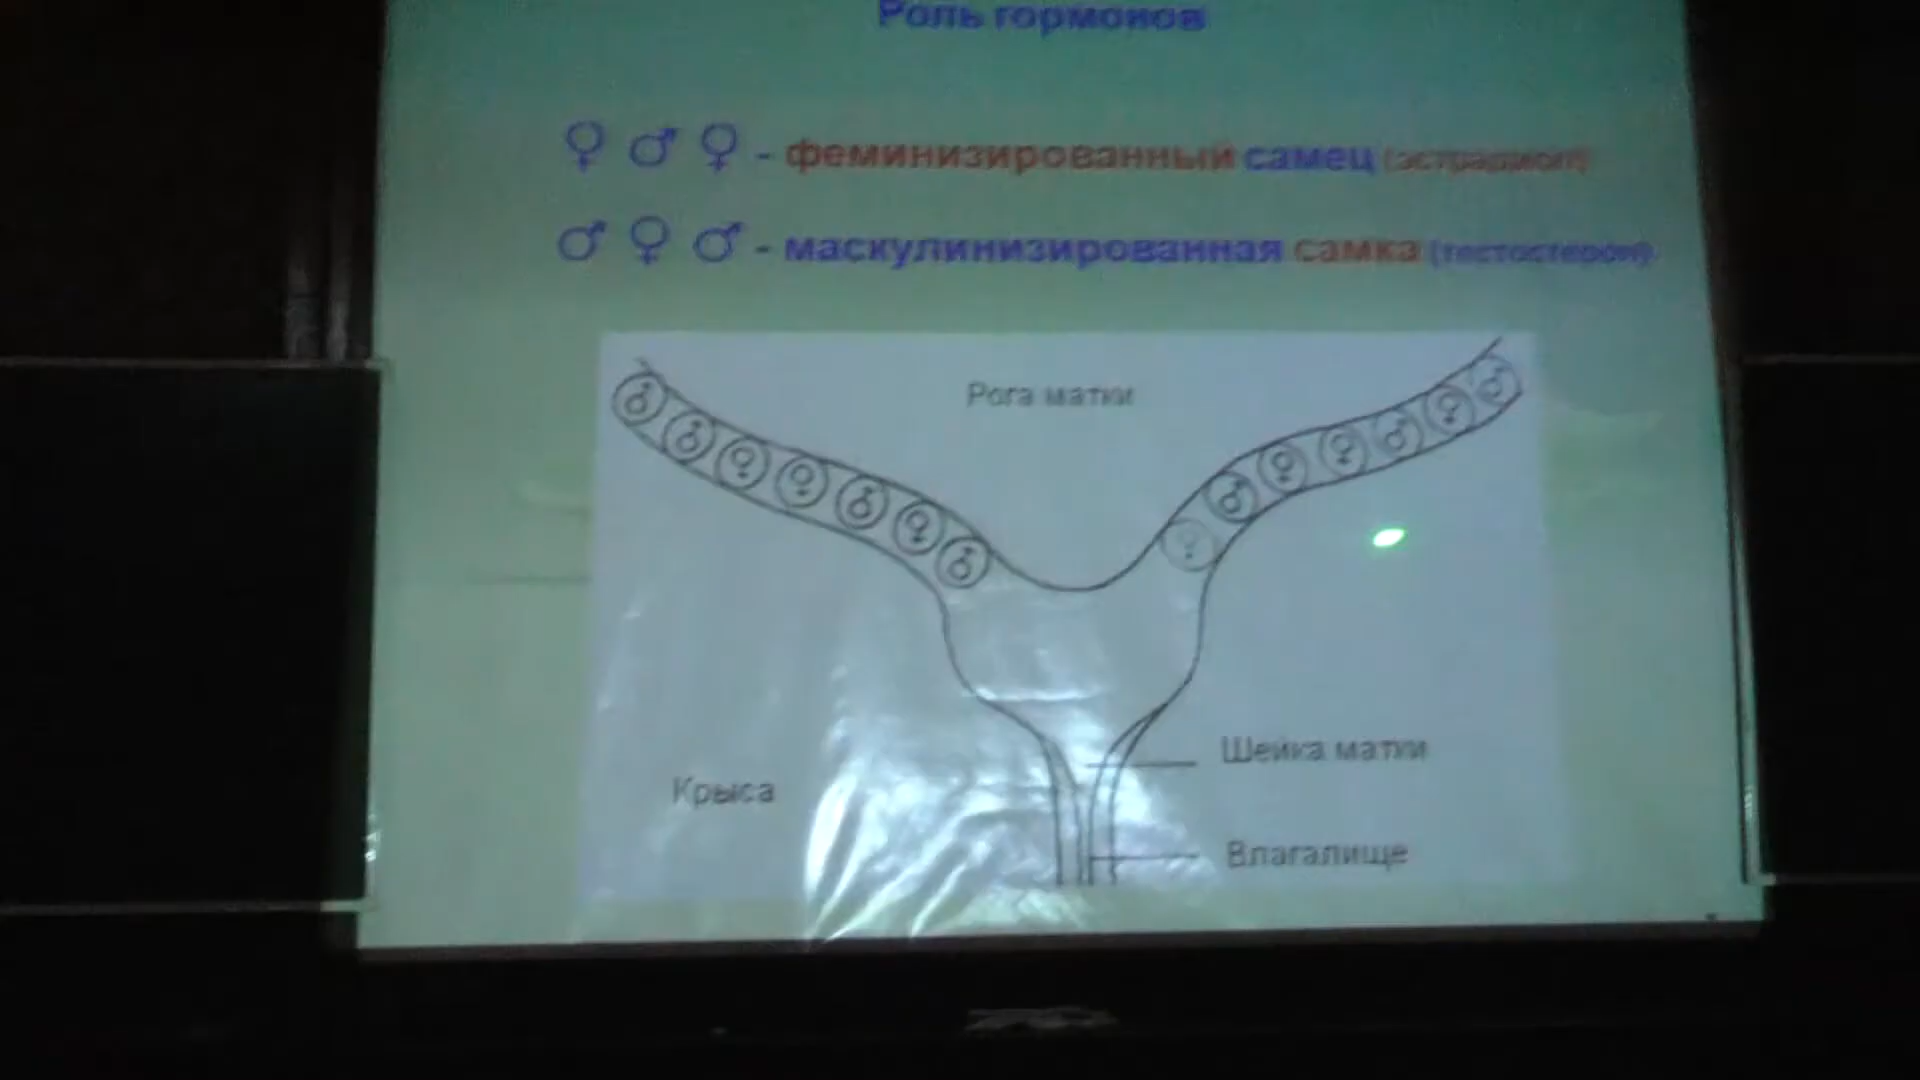 Роль гормонов
♀ ♂ ♀ - феминизированный самец (эстрадиол)
♂ ♀ ♂ - маскулинизированная самка (тестостерон)
Рога матки
Шейка матки
Крыса
Влагалище